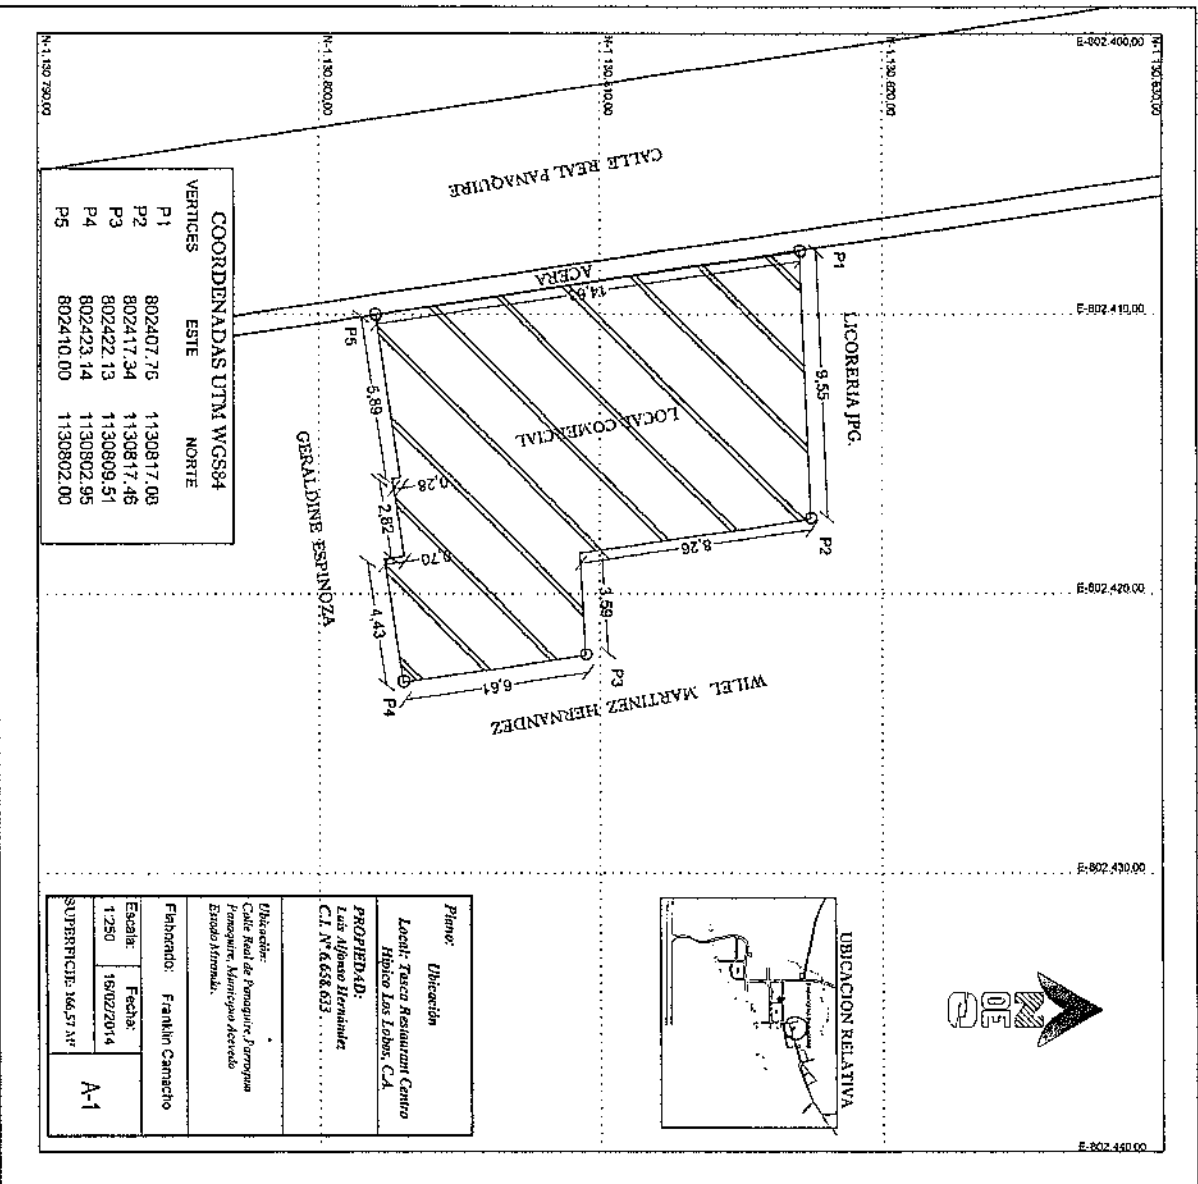 N-1.130.790,00
N-1.130.800,00
N-1.130.810,00
N-1.130.820,00
N-1.130.830,00
E-802.400,00
E-802.410,00
E-802.420,00
E-802.430,00
E-802.440,00
CALLE REAL PANAQUIRE
ACERA
LICORERIA JPG.
LOCAL COMERCIAL
GERALDINE ESPINOZA
WILEL MARTINEZ HERNANDEZ
P1
P2
P3
P4
P5
9,55
8,26
3,59
6,61
4,43
0,70
2,82
0,28
5,89
COORDENADAS UTM WGS84
VERTICES ESTE NORTE
P1 802407.76 1130817.08
P2 802417.34 1130817.46
P3 802422.13 1130809.51
P4 802423.14 1130802.95
P5 802410.00 1130802.00
UBICACION RELATIVA
Plano: Ubicación
Local: Tasca Restaurant Centro
Hípico Los Lobos, C.A.
PROPIEDAD:
Luis Alfonso Hernández
C.I. N° 6.658.633
Ubicación:
Calle Real de Panaquire, Parroquia
Panaquire, Municipio Acevedo
Estado Miranda.
Elaborado: Franklin Camacho
Escala: Fecha:
1:250 16/02/2014
SUPERFICIE: 166,57 M²
A-1